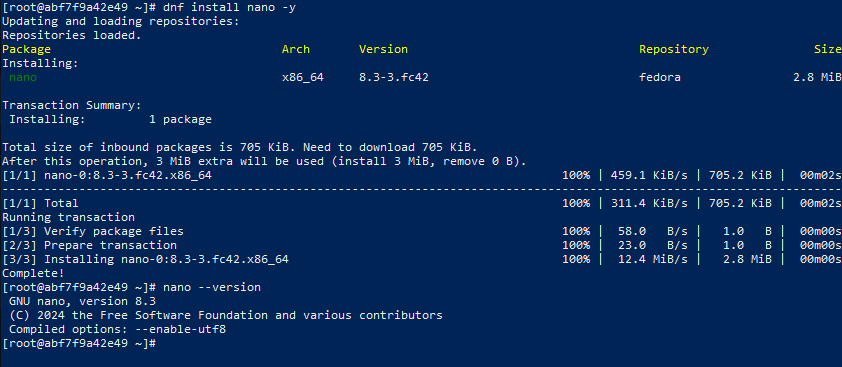 [root@abf7f9a42e49 ~]# dnf install nano -y
Updating and loading repositories:
Repositories loaded.
Package Arch Version Repository Size
Installing:
nano x86_64 8.3-3.fc42 fedora 2.8 MiB
Transaction Summary:
Installing: 1 package
Total size of inbound packages is 705 KiB. Need to download 705 KiB.
After this operation, 3 MiB extra will be used (install 3 MiB, remove 0 B).
[1/1] nano-0:8.3-3.fc42.x86_64 100% | 459.1 KiB/s | 705.2 KiB | 00m02s
--------------------------------------------------------------------------------
[1/1] Total 100% | 311.4 KiB/s | 705.2 KiB | 00m02s
Running transaction
[1/3] Verify package files 100% | 58.0 B/s | 1.0 B | 00m00s
[2/3] Prepare transaction 100% | 23.0 B/s | 1.0 B | 00m00s
[3/3] Installing nano-0:8.3-3.fc42.x86_64 100% | 12.4 MiB/s | 2.8 MiB | 00m00s
Complete!
[root@abf7f9a42e49 ~]# nano --version
GNU nano, version 8.3
(C) 2024 the Free Software Foundation and various contributors
Compiled options: --enable-utf8
[root@abf7f9a42e49 ~]#